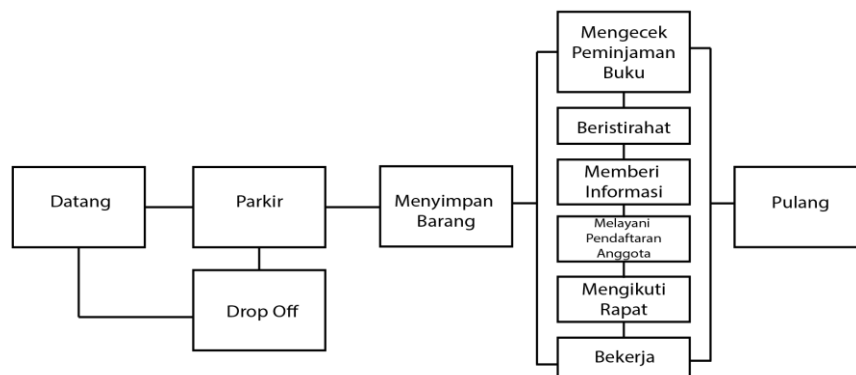 Datang
Parkir
Drop Off
Menyimpan
Barang
Mengecek
Peminjaman
Buku
Beristirahat
Memberi
Informasi
Melayani
Pendaftaran
Anggota
Mengikuti
Rapat
Bekerja
Pulang